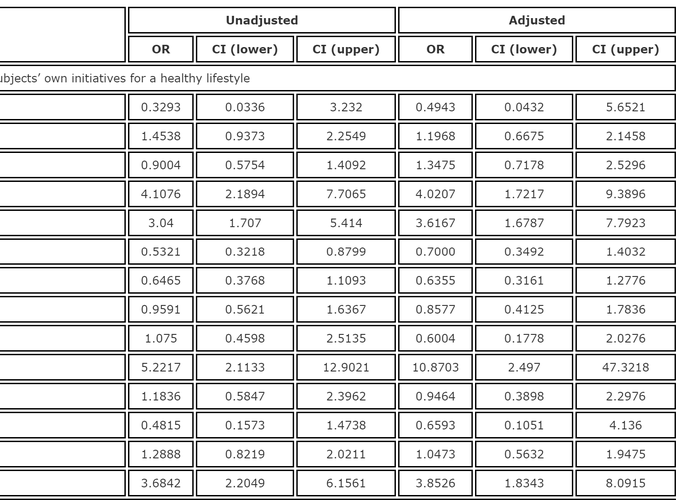 Unadjusted Adjusted
OR CI (lower) CI (upper) OR CI (lower) CI (upper)
own initiatives for a healthy lifestyle
0.3293 0.0336 3.232 0.4943 0.0432 5.6521
1.4538 0.9373 2.2549 1.1968 0.6675 2.1458
0.9004 0.5754 1.4092 1.3475 0.7178 2.5296
4.1076 2.1894 7.7065 4.0207 1.7217 9.3896
3.04 1.707 5.414 3.6167 1.6787 7.7923
0.5321 0.3218 0.8799 0.7000 0.3492 1.4032
0.6465 0.3768 1.1093 0.6355 0.3161 1.2776
0.9591 0.5621 1.6367 0.8577 0.4125 1.7836
1.075 0.4598 2.5135 0.6004 0.1778 2.0276
5.2217 2.1133 12.9021 10.8703 2.497 47.3218
1.1836 0.5847 2.3962 0.9464 0.3898 2.2976
0.4815 0.1573 1.4738 0.6593 0.1051 4.136
1.2888 0.8219 2.0211 1.0473 0.5632 1.9475
3.6842 2.2049 6.1561 3.8526 1.8343 8.0915